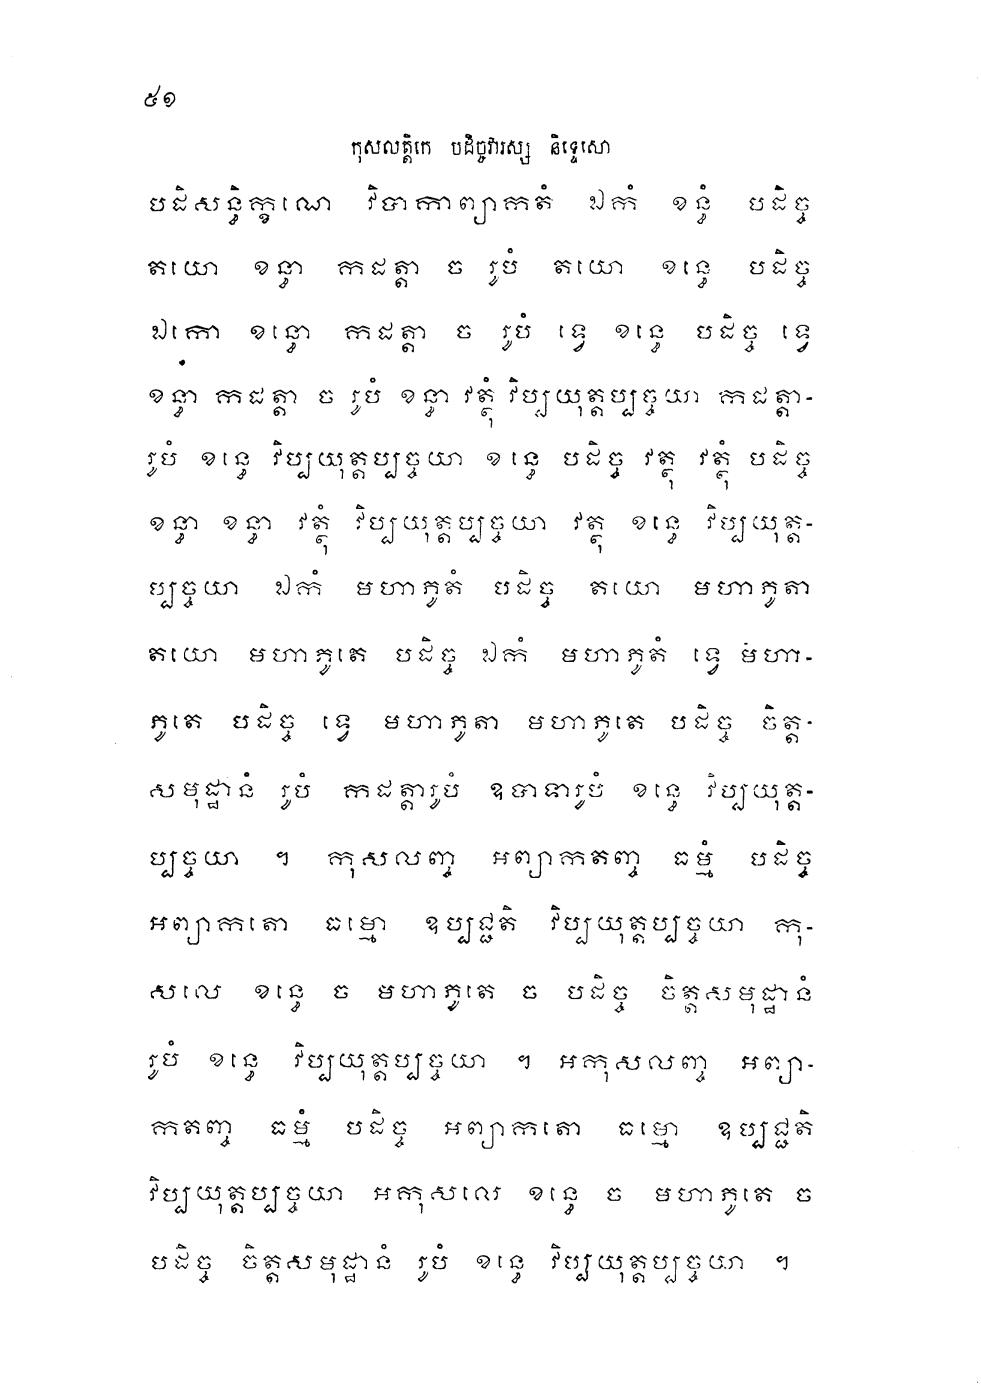 ៥១
កុសលត្តិកេ បដិច្ចវារស្ស និទ្ទេសោ
បដិសន្ធិក្ខណេ វិបាកាព្យាកតំ ឯកំ ខន្ធំ បដិច្ច
តយោ ខន្ធា កដត្តា ច រូបំ តយោ ខន្ធេ បដិច្ច
ឯកោ ខន្ធោ កដត្តា ច រូបំ ទ្វេ ខន្ធេ បដិច្ច ទ្វេ
ខន្ធា កដត្តា ច រូបំ ខន្ធា វត្ថុំ វិប្បយុត្តប្បច្ចយា កដត្តា-
រូបំ ខន្ធេ វិប្បយុត្តប្បច្ចយា ខន្ធេ បដិច្ច វត្ថុ វត្ថុំ បដិច្ច
ខន្ធា ខន្ធា វត្ថុំ វិប្បយុត្តប្បច្ចយា វត្ថុ ខន្ធេ វិប្បយុត្ត-
ប្បច្ចយា ឯកំ មហាភូតំ បដិច្ច តយោ មហាភូតា
តយោ មហាភូតេ បដិច្ច ឯកំ មហាភូតំ ទ្វេ មហា-
ភូតេ បដិច្ច ទ្វេ មហាភូតា មហាភូតេ បដិច្ច ចិត្ត-
សមុដ្ឋានំ រូបំ កដត្តារូបំ ឧបាទារូបំ ខន្ធេ វិប្បយុត្ត-
ប្បច្ចយា ។ កុសលញ្ច អព្យាកតញ្ច ធម្មំ បដិច្ច
អព្យាកតោ ធម្មោ ឧប្បជ្ជតិ វិប្បយុត្តប្បច្ចយា កុ-
សលេ ខន្ធេ ច មហាភូតេ ច បដិច្ច ចិត្តសមុដ្ឋានំ
រូបំ ខន្ធេ វិប្បយុត្តប្បច្ចយា ។ អកុសលញ្ច អព្យា-
កតញ្ច ធម្មំ បដិច្ច អព្យាកតោ ធម្មោ ឧប្បជ្ជតិ
វិប្បយុត្តប្បច្ចយា អកុសលេ ខន្ធេ ច មហាភូតេ ច
បដិច្ច ចិត្តសមុដ្ឋានំ រូបំ ខន្ធេ វិប្បយុត្តប្បច្ចយា ។